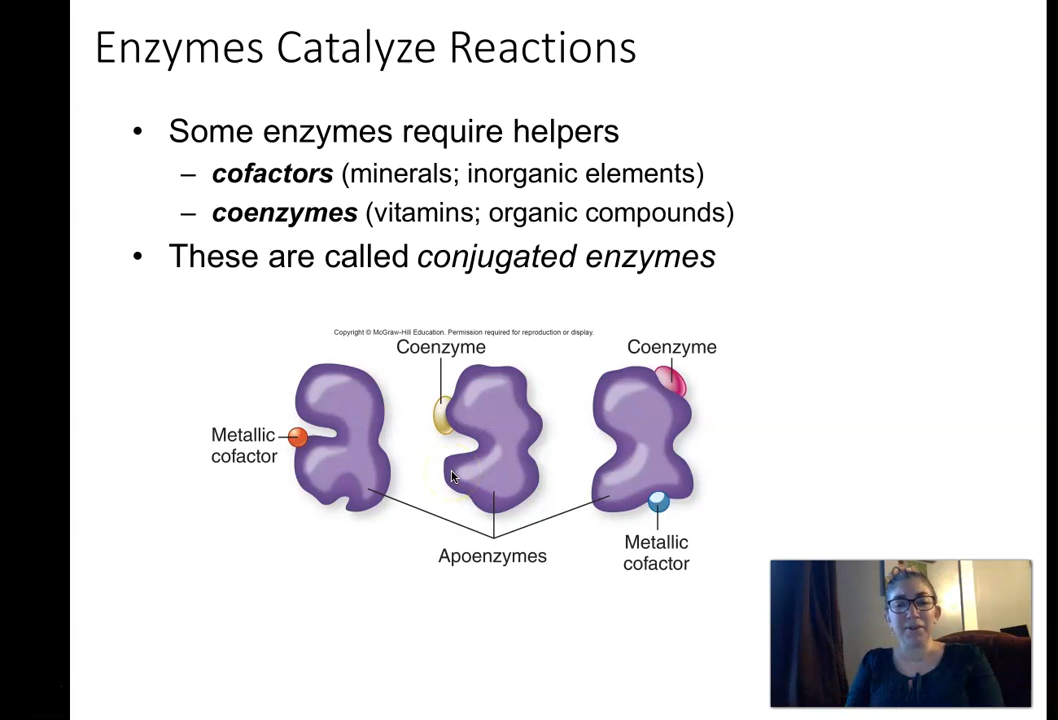 Enzymes Catalyze Reactions
• Some enzymes require helpers
– cofactors (minerals; inorganic elements)
– coenzymes (vitamins; organic compounds)
• These are called conjugated enzymes
Copyright © McGraw-Hill Education. Permission required for reproduction or display.
Coenzyme
Coenzyme
Metallic
cofactor
Apoenzymes
Metallic
cofactor